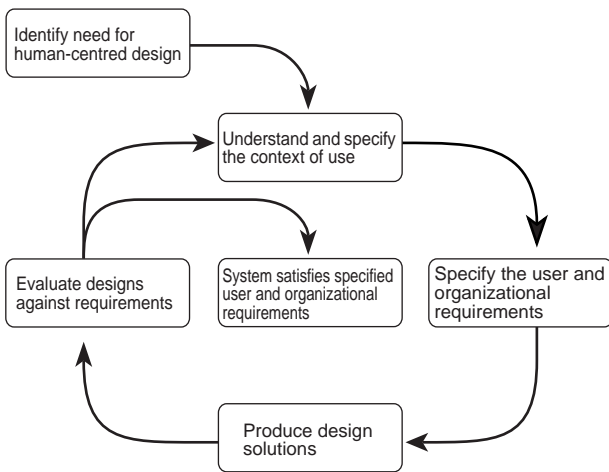 Identify need for
human-centred design
Understand and specify
the context of use
Evaluate designs
against requirements
System satisfies specified
user and organizational
requirements
Specify the user and
organizational
requirements
Produce design
solutions